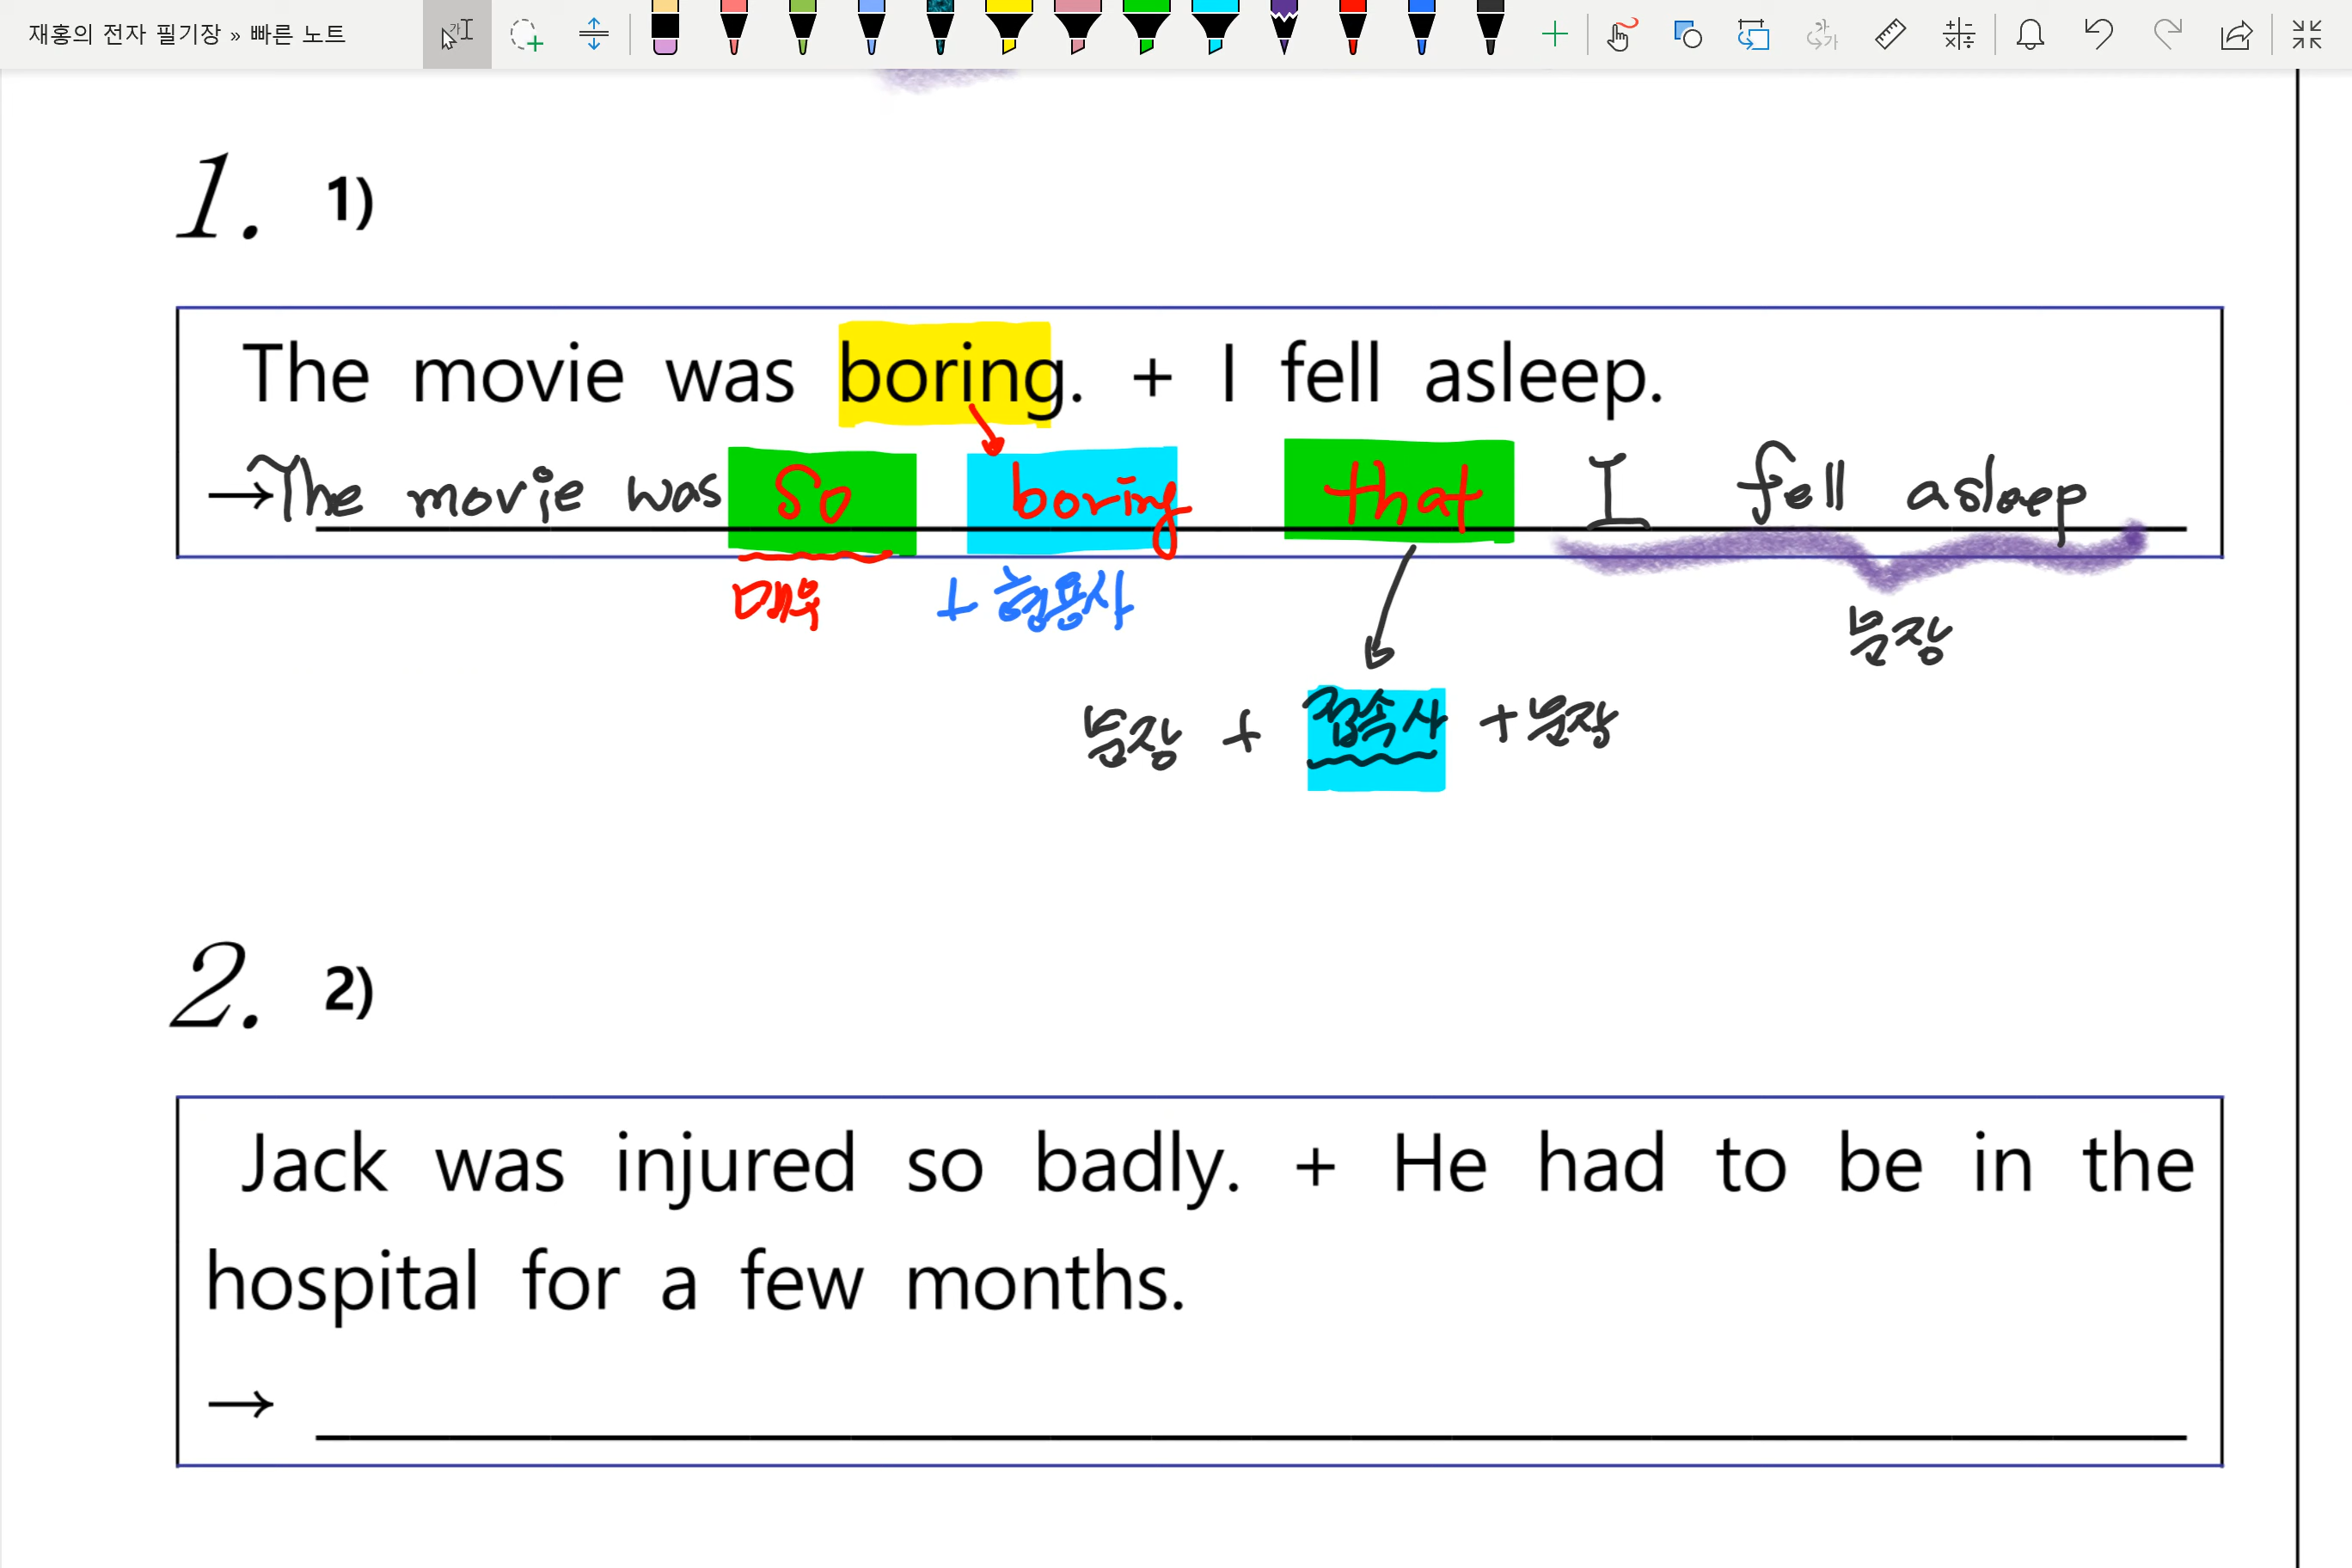 재홍의 전자 필기장 » 빠른 노트
1. 1)
The movie was boring. + I fell asleep.
→The movie was so boring that I fell asleep
매우 + 형용사
문장
문장 + 접속사 + 문장
2. 2)
Jack was injured so badly. + He had to be in the
hospital for a few months.
→